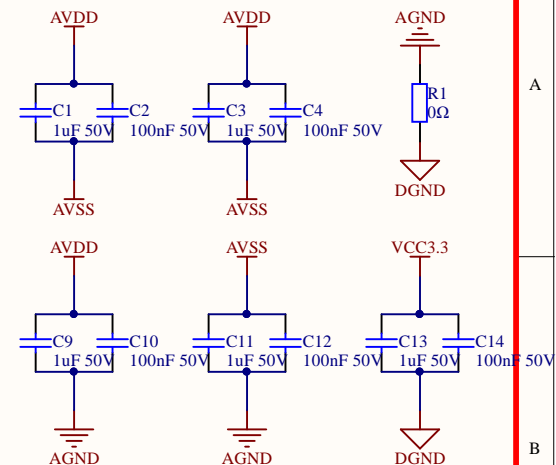 AVDD AVDD AGND
C1 C2 C3 C4 R1 A
1uF 50V 100nF 50V 1uF 50V 100nF 50V 0Ω
AVSS AVSS DGND
AVDD AVSS VCC3.3
C9 C10 C11 C12 C13 C14
1uF 50V 100nF 50V 1uF 50V 100nF 50V 1uF 50V 100nF 50V
AGND AGND DGND B